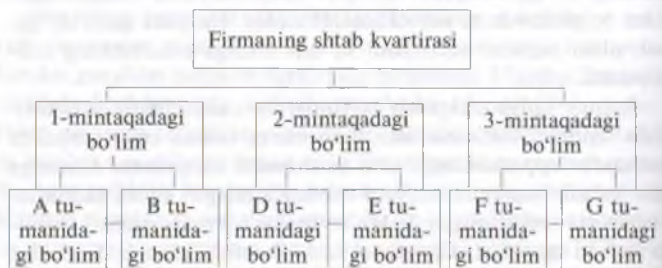 Firmaning shtab kvartirasi
1-mintaqadagi
bo‘lim
2-mintaqadagi
bo‘lim
3-mintaqadagi
bo‘lim
A tu-
manida-
gi bo‘lim
B tu-
manida-
gi bo‘lim
D tu-
manidagi
bo‘lim
E tu-
manida-
gi bo‘lim
F tu-
manida-
gi bo‘lim
G tu-
manidagi
bo‘lim